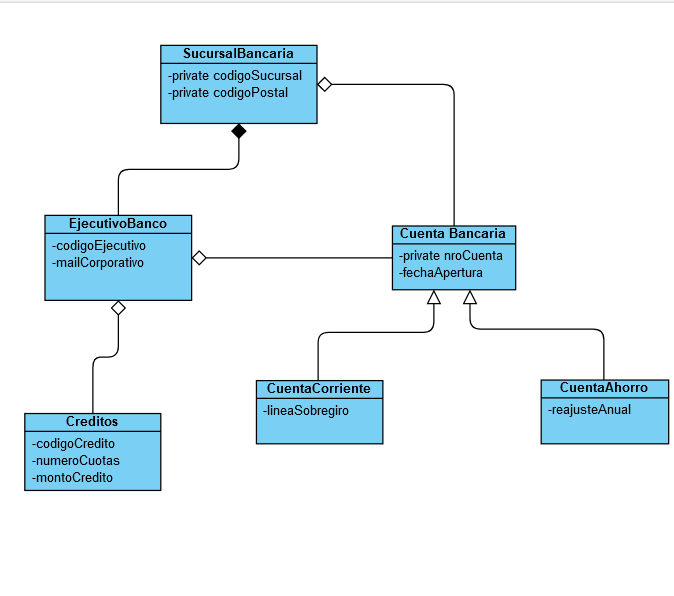 SucursalBancaria
-private codigoSucursal
-private codigoPostal
EjecutivoBanco
-codigoEjecutivo
-mailCorporativo
Cuenta Bancaria
-private nroCuenta
-fechaApertura
CuentaCorriente
-lineaSobregiro
CuentaAhorro
-reajusteAnual
Creditos
-codigoCredito
-numeroCuotas
-montoCredito